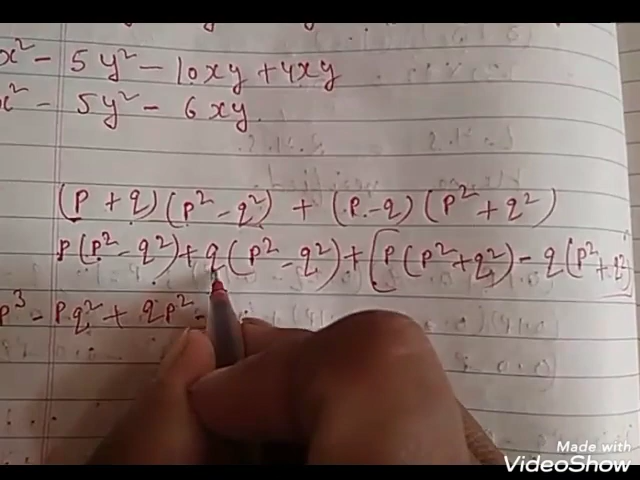 x² - 5y² - 10xy + 4xy
x² - 5y² - 6xy.
(P + q) (P² - q²) + (P - q) (P² + q²)
P(P² - q²) + q(P² - q²) + [P(P² + q²) - q(P² + q²)
P³ - Pq² + qP² -
Made with
VideoShow